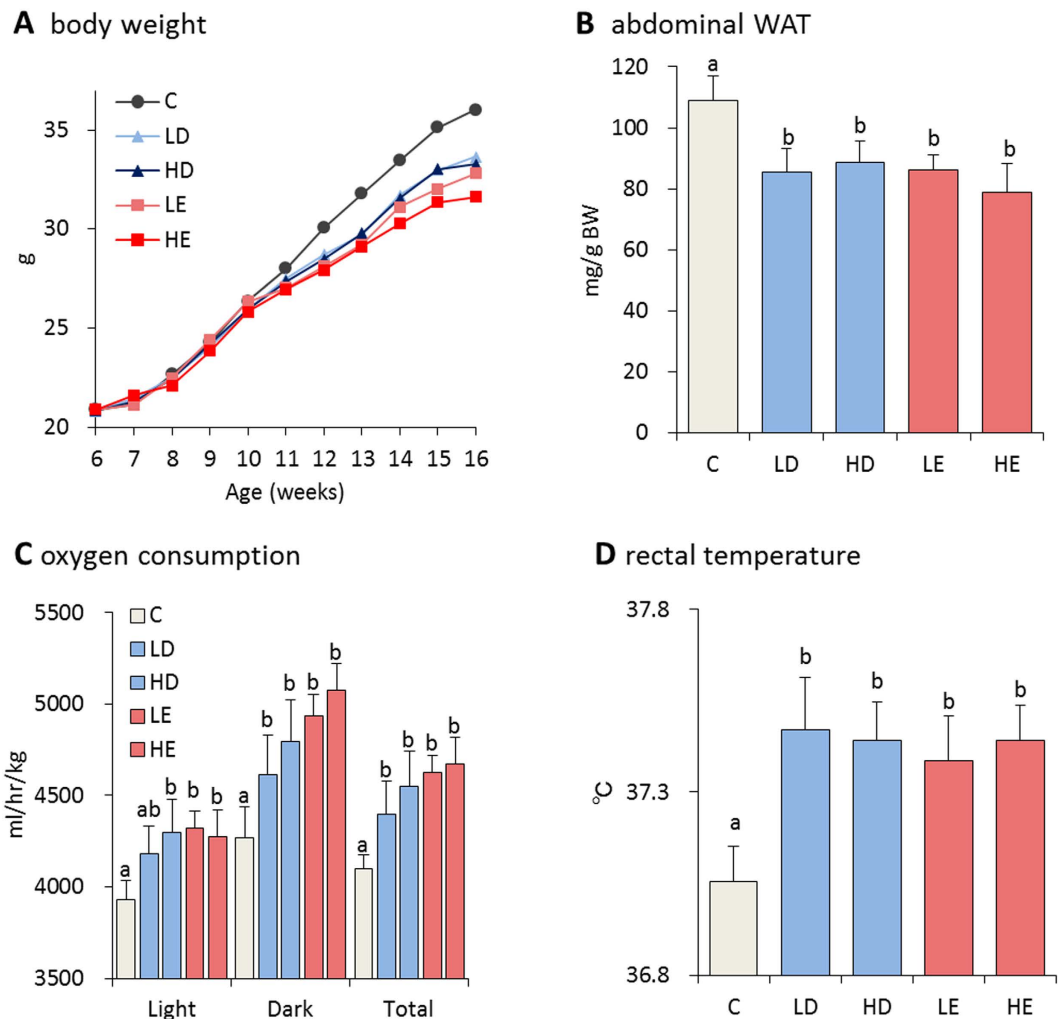 A body weight
C
LD
HD
LE
HE
35
30
25
20
g
6 7 8 9 10 11 12 13 14 15 16
Age (weeks)
B abdominal WAT
120
100
80
60
40
20
0
mg/g BW
a b b b b
C LD HD LE HE
C oxygen consumption
C
LD
HD
LE
HE
5500
5000
4500
4000
3500
ml/hr/kg
a ab b b b a b b b b a b b b b
Light Dark Total
D rectal temperature
37.8
37.3
36.8
°C
a b b b b
C LD HD LE HE